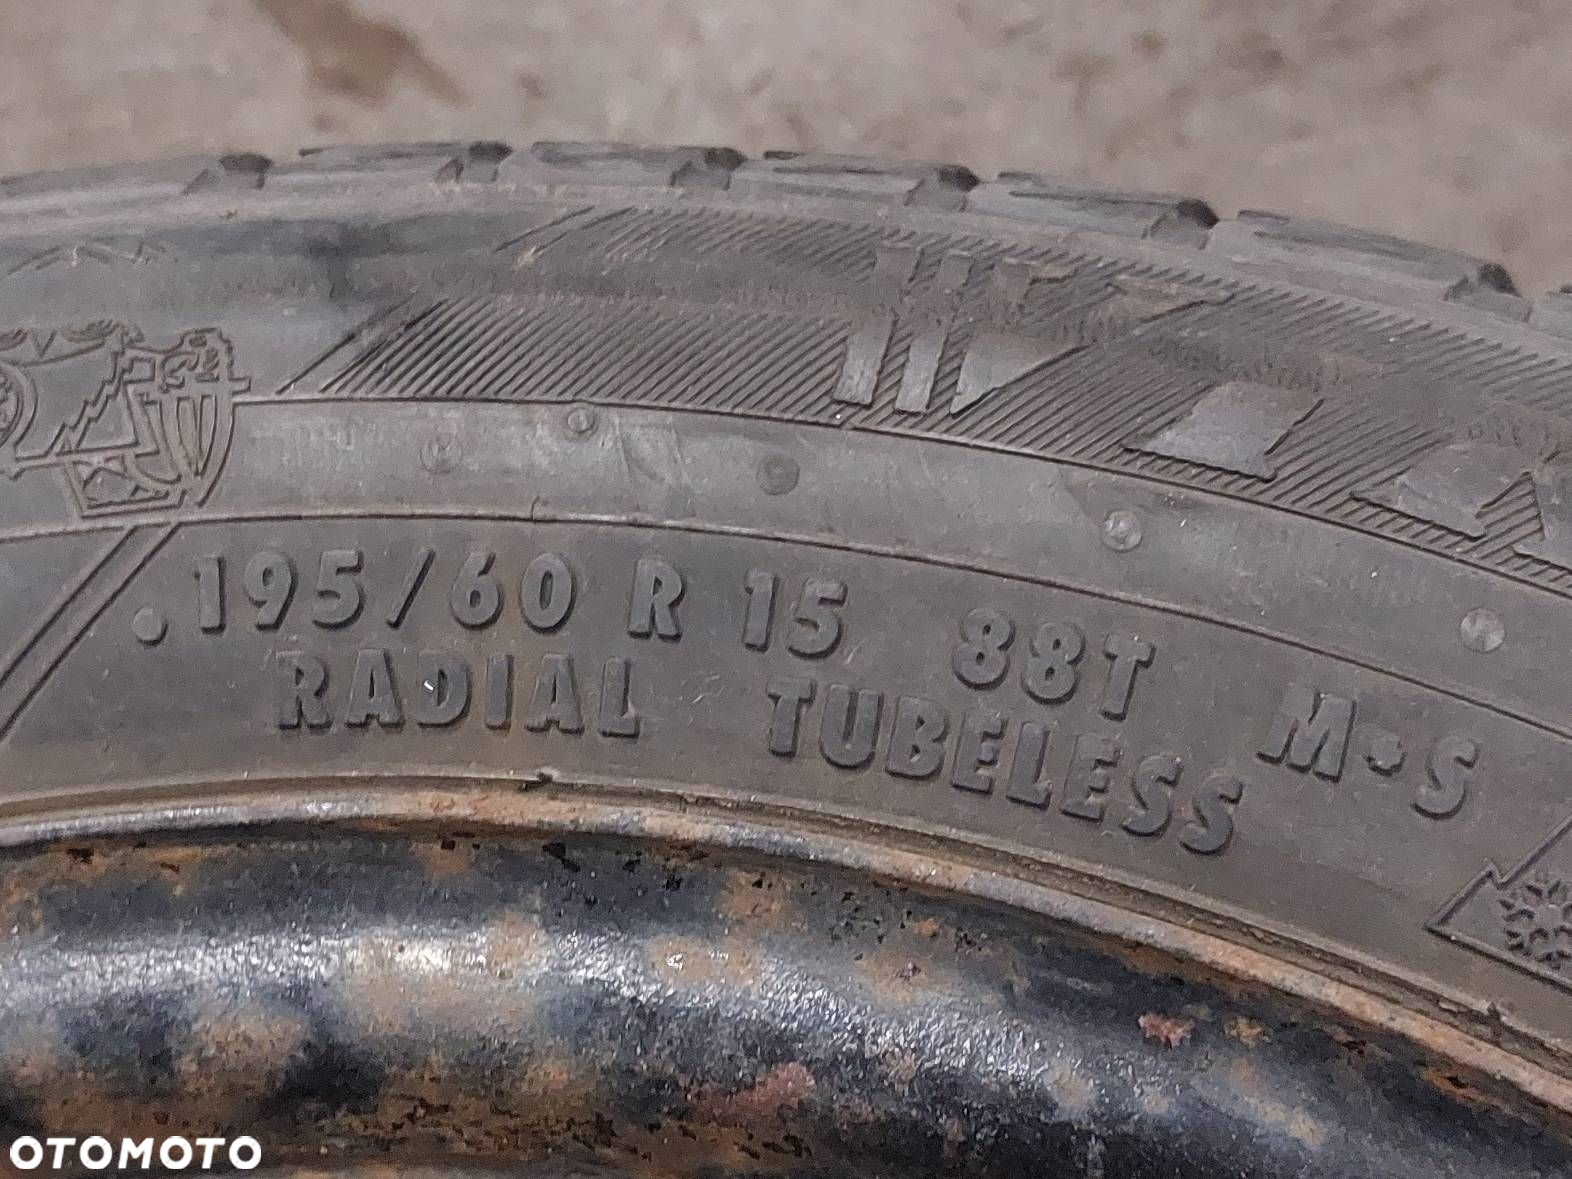 .195/60 R 15 88T M•S
RADIAL TUBELESS
OTOMOTO